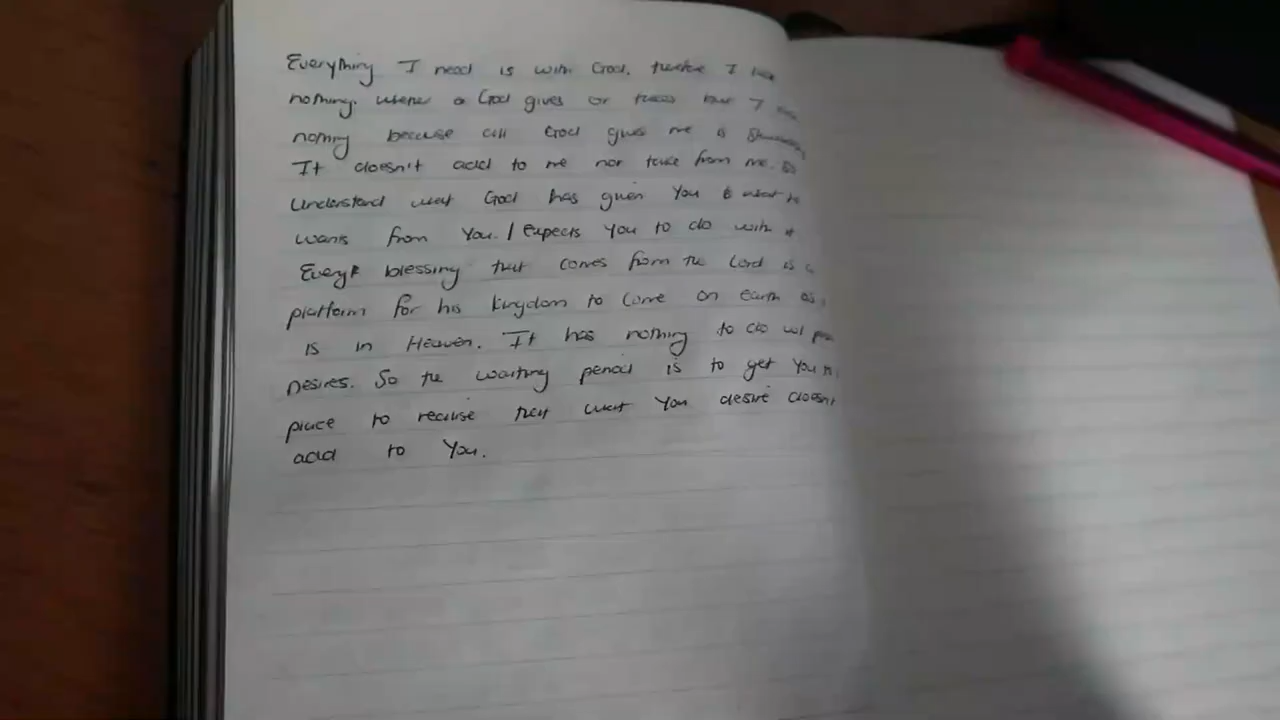 Everything I need is with God, I
nothing. God gives or I
nothing because all God gives me is
It doesn't add to me nor take from me. So
understand what God has given you & what
wants from you. / expects you to do with it
Every blessing that comes from the Lord is a
platform for his kingdom to come on earth as
is in Heaven. It has nothing to do w/
desires. So the waiting period is to get you
place to realise that what you desire doesn't
add to you.